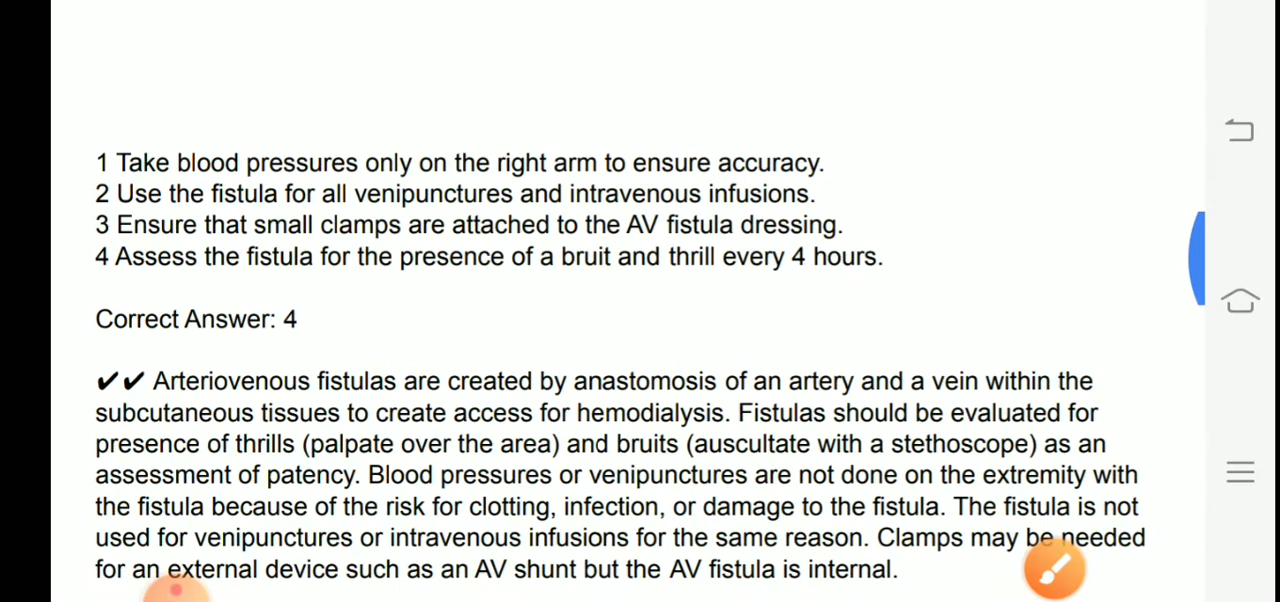 1 Take blood pressures only on the right arm to ensure accuracy.
2 Use the fistula for all venipunctures and intravenous infusions.
3 Ensure that small clamps are attached to the AV fistula dressing.
4 Assess the fistula for the presence of a bruit and thrill every 4 hours.
Correct Answer: 4
✔✔ Arteriovenous fistulas are created by anastomosis of an artery and a vein within the
subcutaneous tissues to create access for hemodialysis. Fistulas should be evaluated for
presence of thrills (palpate over the area) and bruits (auscultate with a stethoscope) as an
assessment of patency. Blood pressures or venipunctures are not done on the extremity with
the fistula because of the risk for clotting, infection, or damage to the fistula. The fistula is not
used for venipunctures or intravenous infusions for the same reason. Clamps may be needed
for an external device such as an AV shunt but the AV fistula is internal.